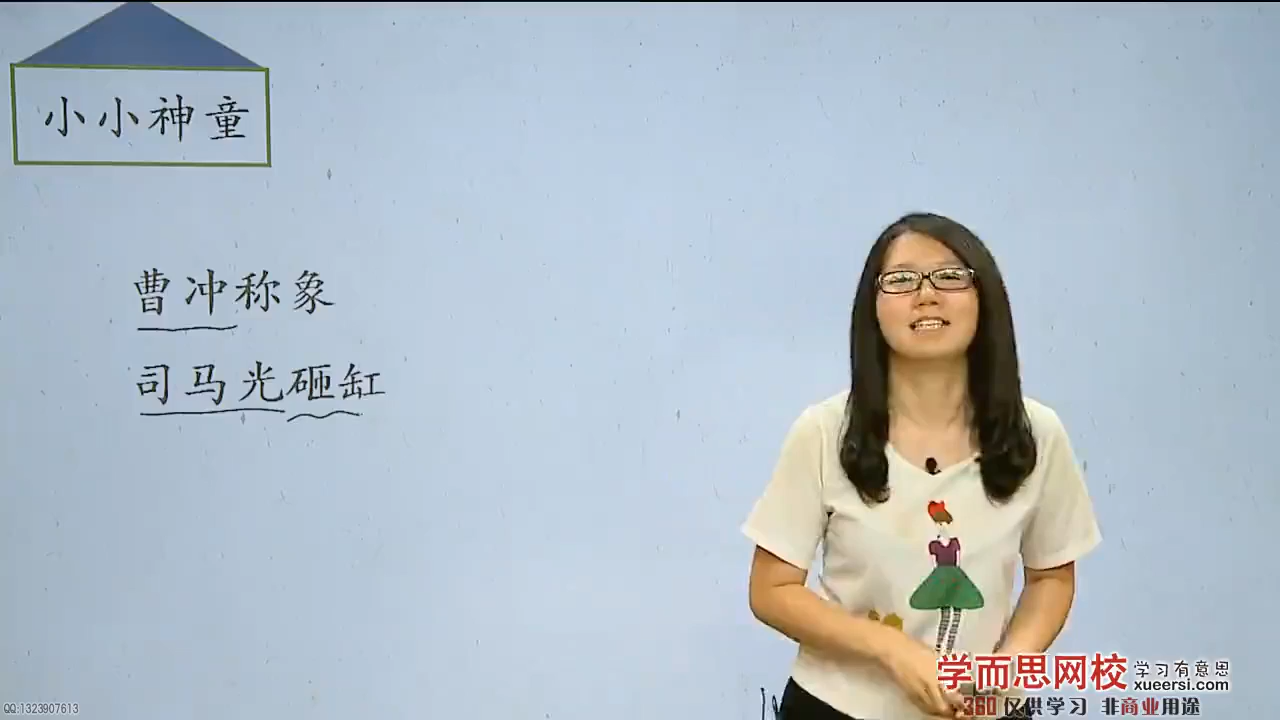 小小神童
曹冲称象
司马光砸缸
学而思网校 学习有意思
xueersi.com
360 仅供学习 非商业用途
QQ:1323907613